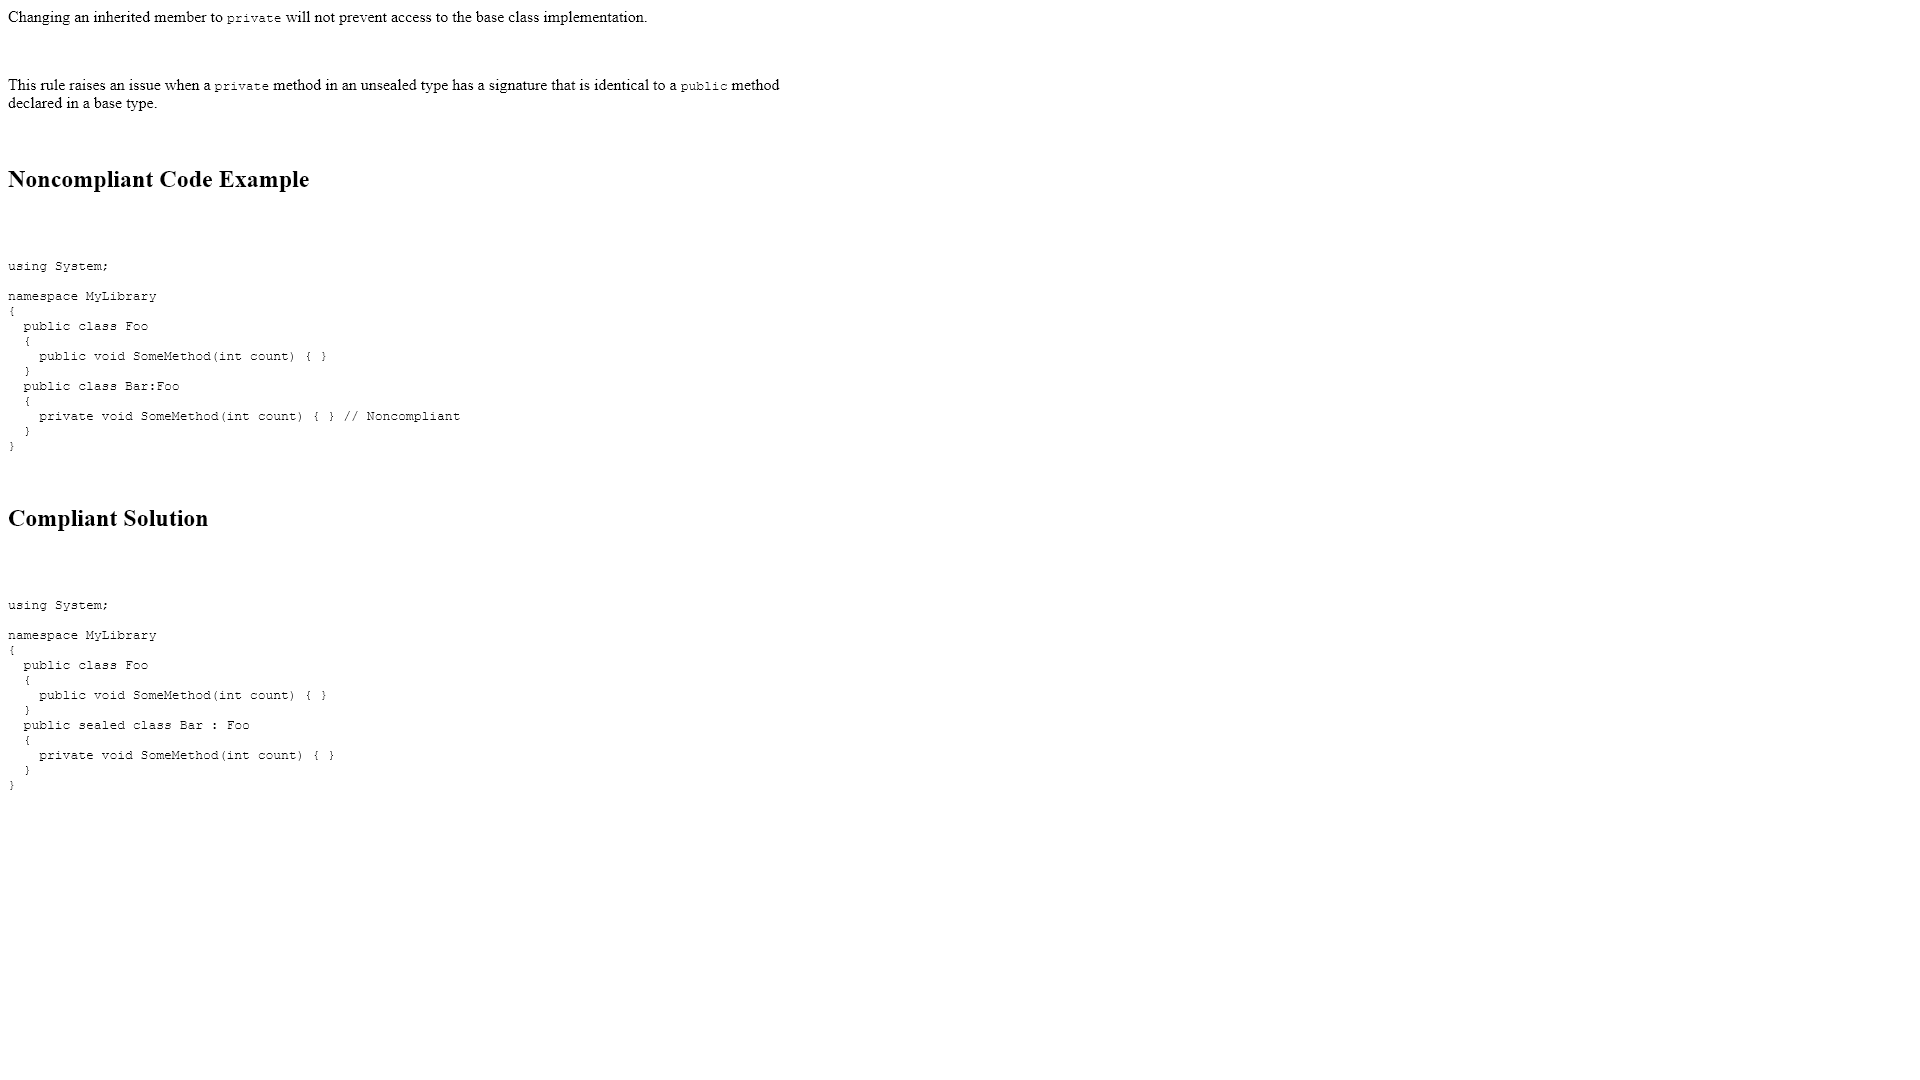 Changing an inherited member to private will not prevent access to the base class implementation.
This rule raises an issue when a private method in an unsealed type has a signature that is identical to a public method
declared in a base type.
Noncompliant Code Example
using System;
namespace MyLibrary
{
  public class Foo
  {
    public void SomeMethod(int count) { }
  }
  public class Bar:Foo
  {
    private void SomeMethod(int count) { } // Noncompliant
  }
}
Compliant Solution
using System;
namespace MyLibrary
{
  public class Foo
  {
    public void SomeMethod(int count) { }
  }
  public sealed class Bar : Foo
  {
    private void SomeMethod(int count) { }
  }
}